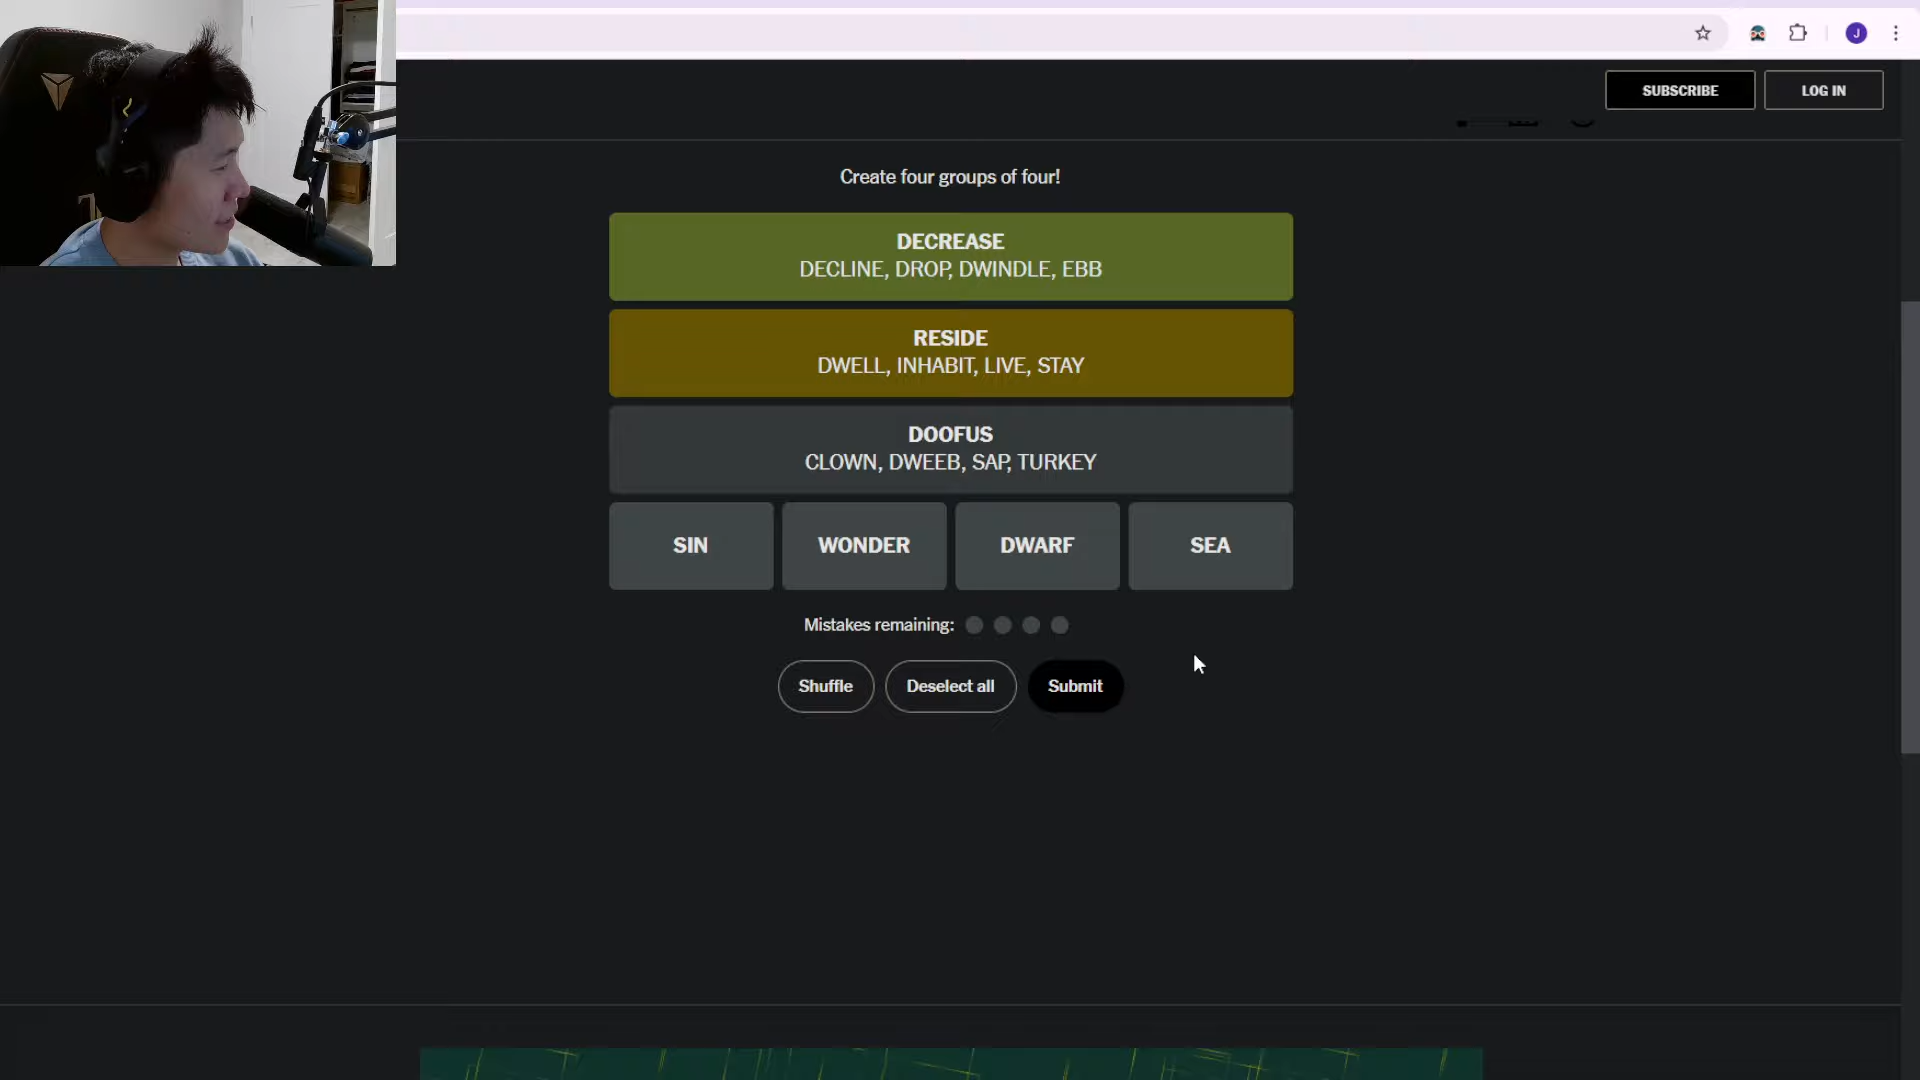 J
SUBSCRIBE
LOG IN
Create four groups of four!
DECREASE
DECLINE, DROP, DWINDLE, EBB
RESIDE
DWELL, INHABIT, LIVE, STAY
DOOFUS
CLOWN, DWEEB, SAP, TURKEY
SIN
WONDER
DWARF
SEA
Mistakes remaining:
Shuffle
Deselect all
Submit